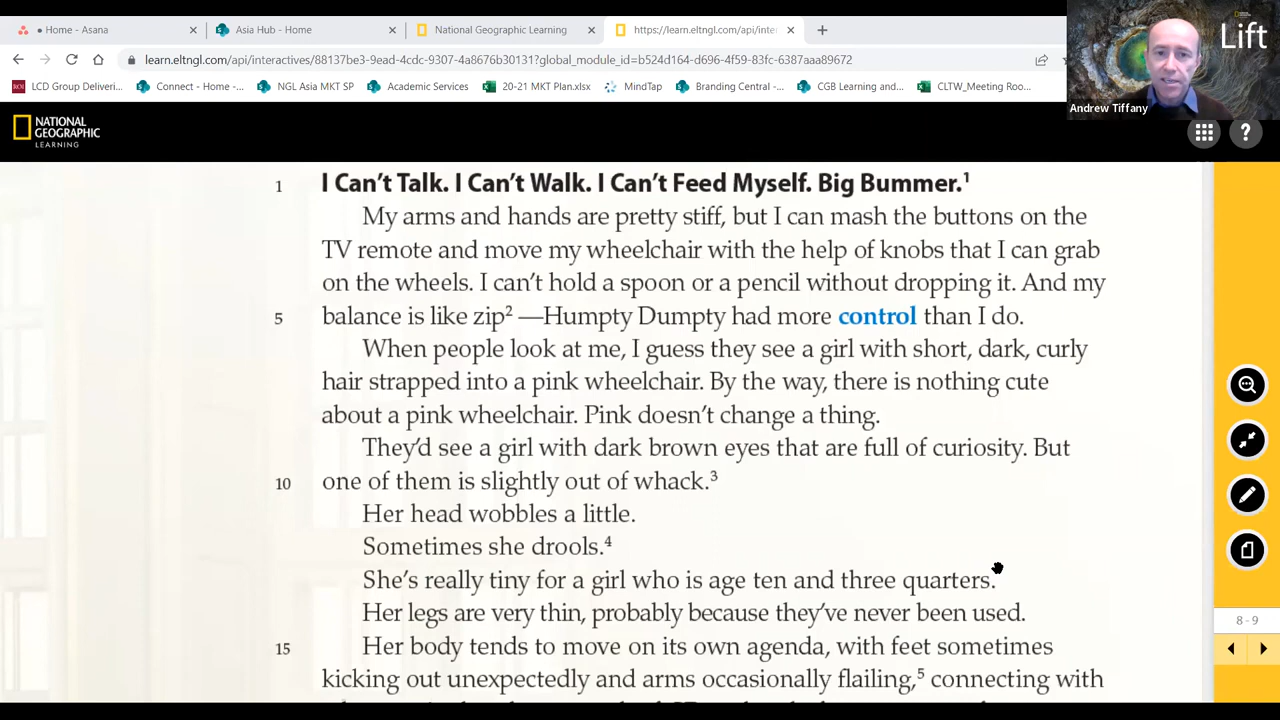 Home - Asana
Asia Hub - Home
National Geographic Learning
https://learn.eltngl.com/api/inter
Lift
learn.eltngl.com/api/interactives/88137be3-9ead-4cdc-9307-4a8676b3013f?global_module_id=b524d164-d696-4f59-83fc-6387aaa89672
LCD Group Deliveri...
Connect - Home -...
NGL Asia MKT SP
Academic Services
20-21 MKT Plan.xlsx
MindTap
Branding Central -...
CGB Learning and...
CLTW_Meeting Roo...
Andrew Tiffany
NATIONAL
GEOGRAPHIC
LEARNING
?
1 I Can’t Talk. I Can’t Walk. I Can’t Feed Myself. Big Bummer.¹
My arms and hands are pretty stiff, but I can mash the buttons on the
TV remote and move my wheelchair with the help of knobs that I can grab
on the wheels. I can’t hold a spoon or a pencil without dropping it. And my
5 balance is like zip² —Humpty Dumpty had more control than I do.
When people look at me, I guess they see a girl with short, dark, curly
hair strapped into a pink wheelchair. By the way, there is nothing cute
about a pink wheelchair. Pink doesn’t change a thing.
They’d see a girl with dark brown eyes that are full of curiosity. But
10 one of them is slightly out of whack.³
Her head wobbles a little.
Sometimes she drools.⁴
She’s really tiny for a girl who is age ten and three quarters.
Her legs are very thin, probably because they’ve never been used.
15 Her body tends to move on its own agenda, with feet sometimes
kicking out unexpectedly and arms occasionally flailing,⁵ connecting with
8 - 9